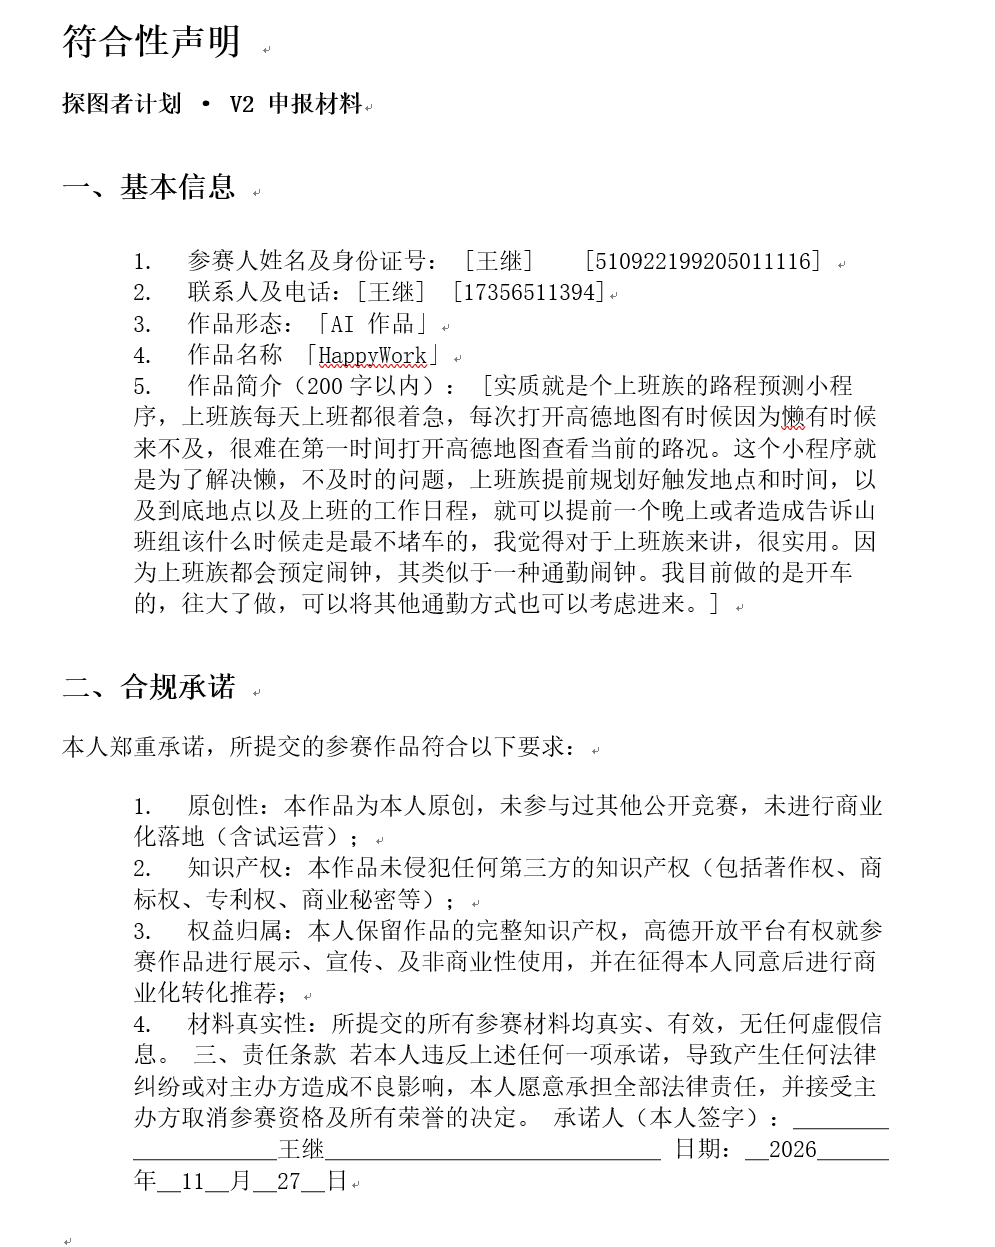 符合性声明
探图者计划 · V2 申报材料
一、基本信息
1. 参赛人姓名及身份证号：［王继］ ［510922199205011116］
2. 联系人及电话：［王继］ ［17356511394］
3. 作品形态：「AI 作品」
4. 作品名称 「HappyWork」
5. 作品简介（200 字以内）：［实质就是个上班族的路程预测小程
序，上班族每天上班都很着急，每次打开高德地图有时候因为懒有时候
来不及，很难在第一时间打开高德地图查看当前的路况。这个小程序就
是为了解决懒，不及时的问题，上班族提前规划好触发地点和时间，以
及到底地点以及上班的工作日程，就可以提前一个晚上或者造成告诉山
班组该什么时候走是最不堵车的，我觉得对于上班族来讲，很实用。因
为上班族都会预定闹钟，其类似于一种通勤闹钟。我目前做的是开车
的，往大了做，可以将其他通勤方式也可以考虑进来。］
二、合规承诺
本人郑重承诺，所提交的参赛作品符合以下要求：
1. 原创性：本作品为本人原创，未参与过其他公开竞赛，未进行商业
化落地（含试运营）；
2. 知识产权：本作品未侵犯任何第三方的知识产权（包括著作权、商
标权、专利权、商业秘密等）；
3. 权益归属：本人保留作品的完整知识产权，高德开放平台有权就参
赛作品进行展示、宣传、及非商业性使用，并在征得本人同意后进行商
业化转化推荐；
4. 材料真实性：所提交的所有参赛材料均真实、有效，无任何虚假信
息。 三、责任条款 若本人违反上述任何一项承诺，导致产生任何法律
纠纷或对主办方造成不良影响，本人愿意承担全部法律责任，并接受主
办方取消参赛资格及所有荣誉的决定。 承诺人（本人签字）：________
____________王继____________________________ 日期：__2026______
年__11__月__27__日